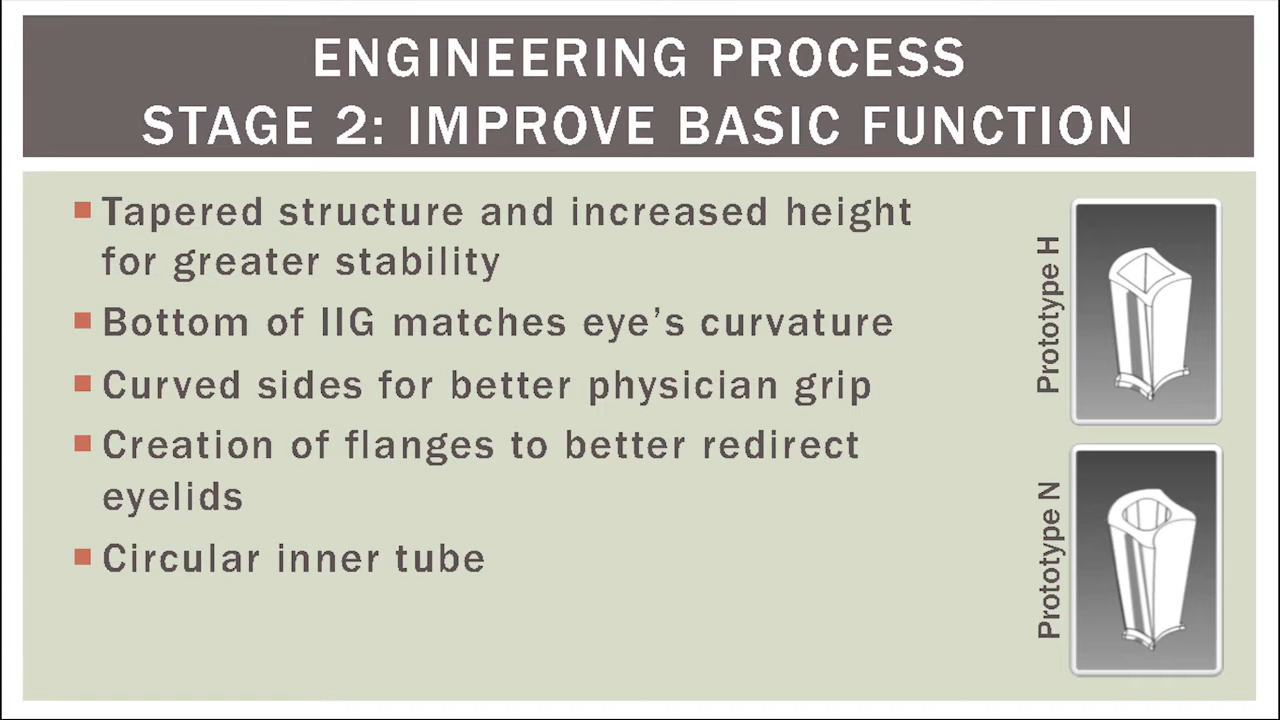 ENGINEERING PROCESS
STAGE 2: IMPROVE BASIC FUNCTION
Tapered structure and increased height
for greater stability
Bottom of IIG matches eye’s curvature
Curved sides for better physician grip
Creation of flanges to better redirect
eyelids
Circular inner tube
Prototype H
Prototype N